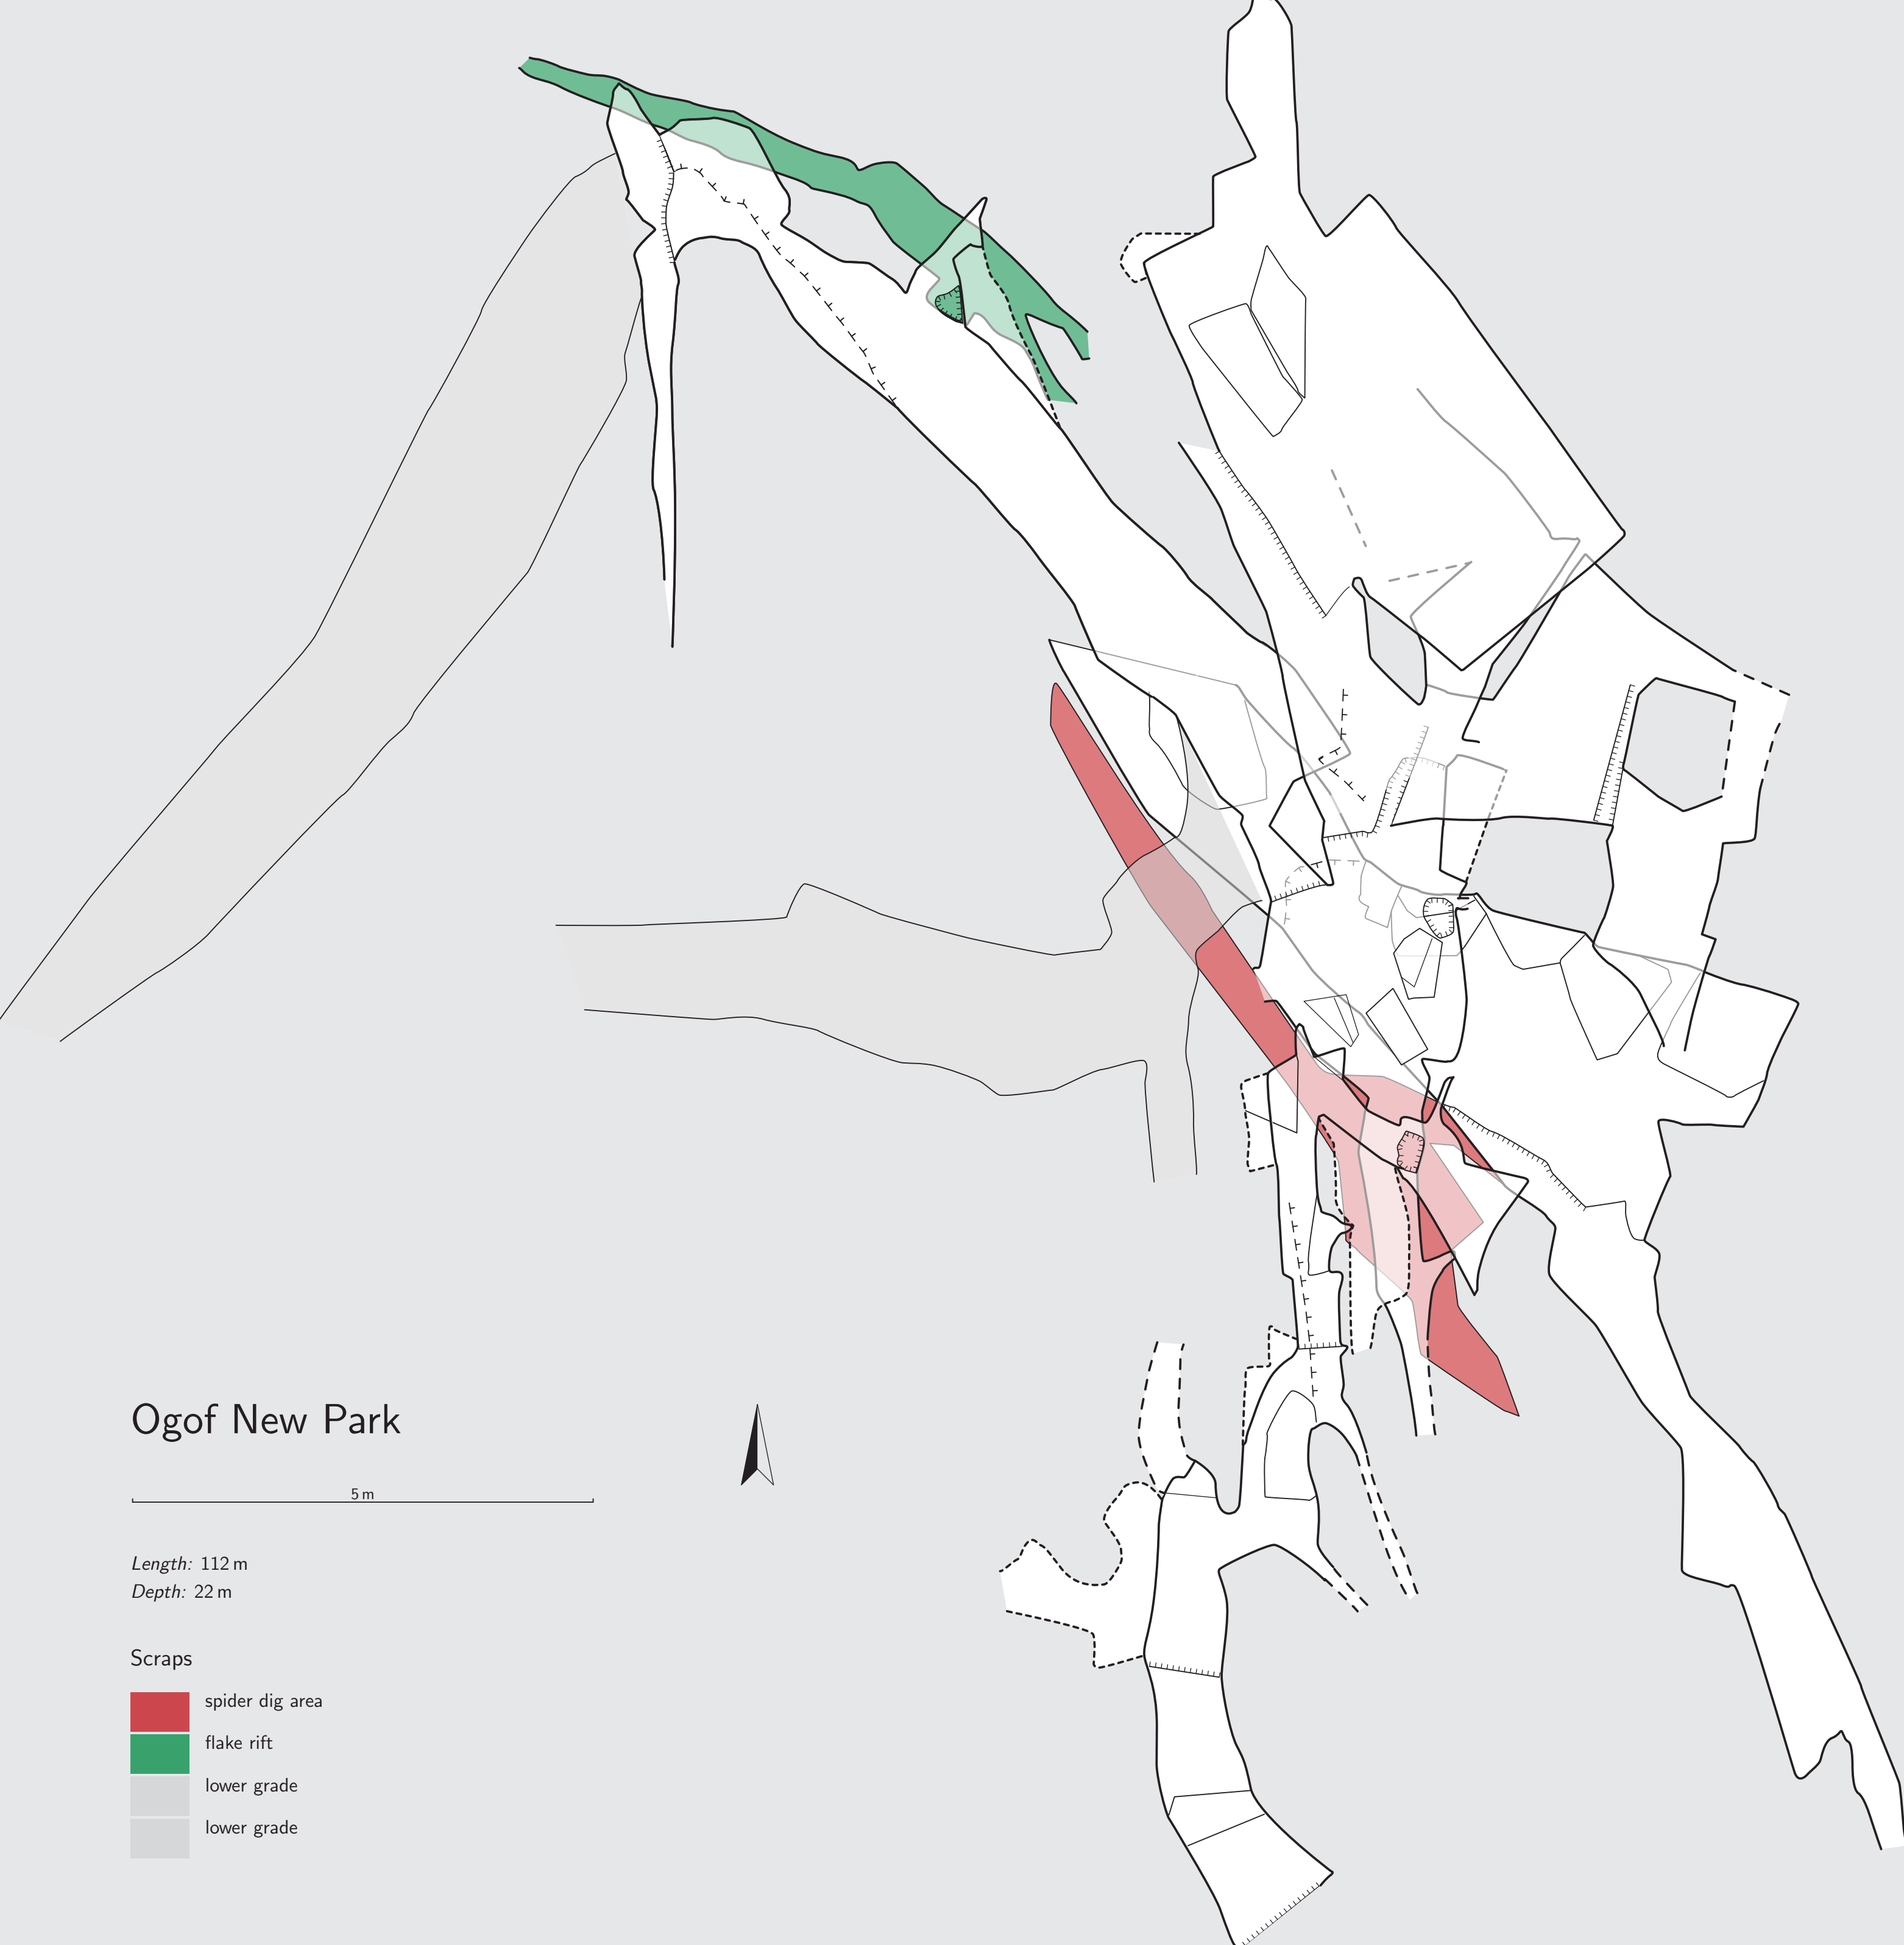 Ogof New Park
5 m
Length: 112 m
Depth: 22 m
Scraps
spider dig area
flake rift
lower grade
lower grade